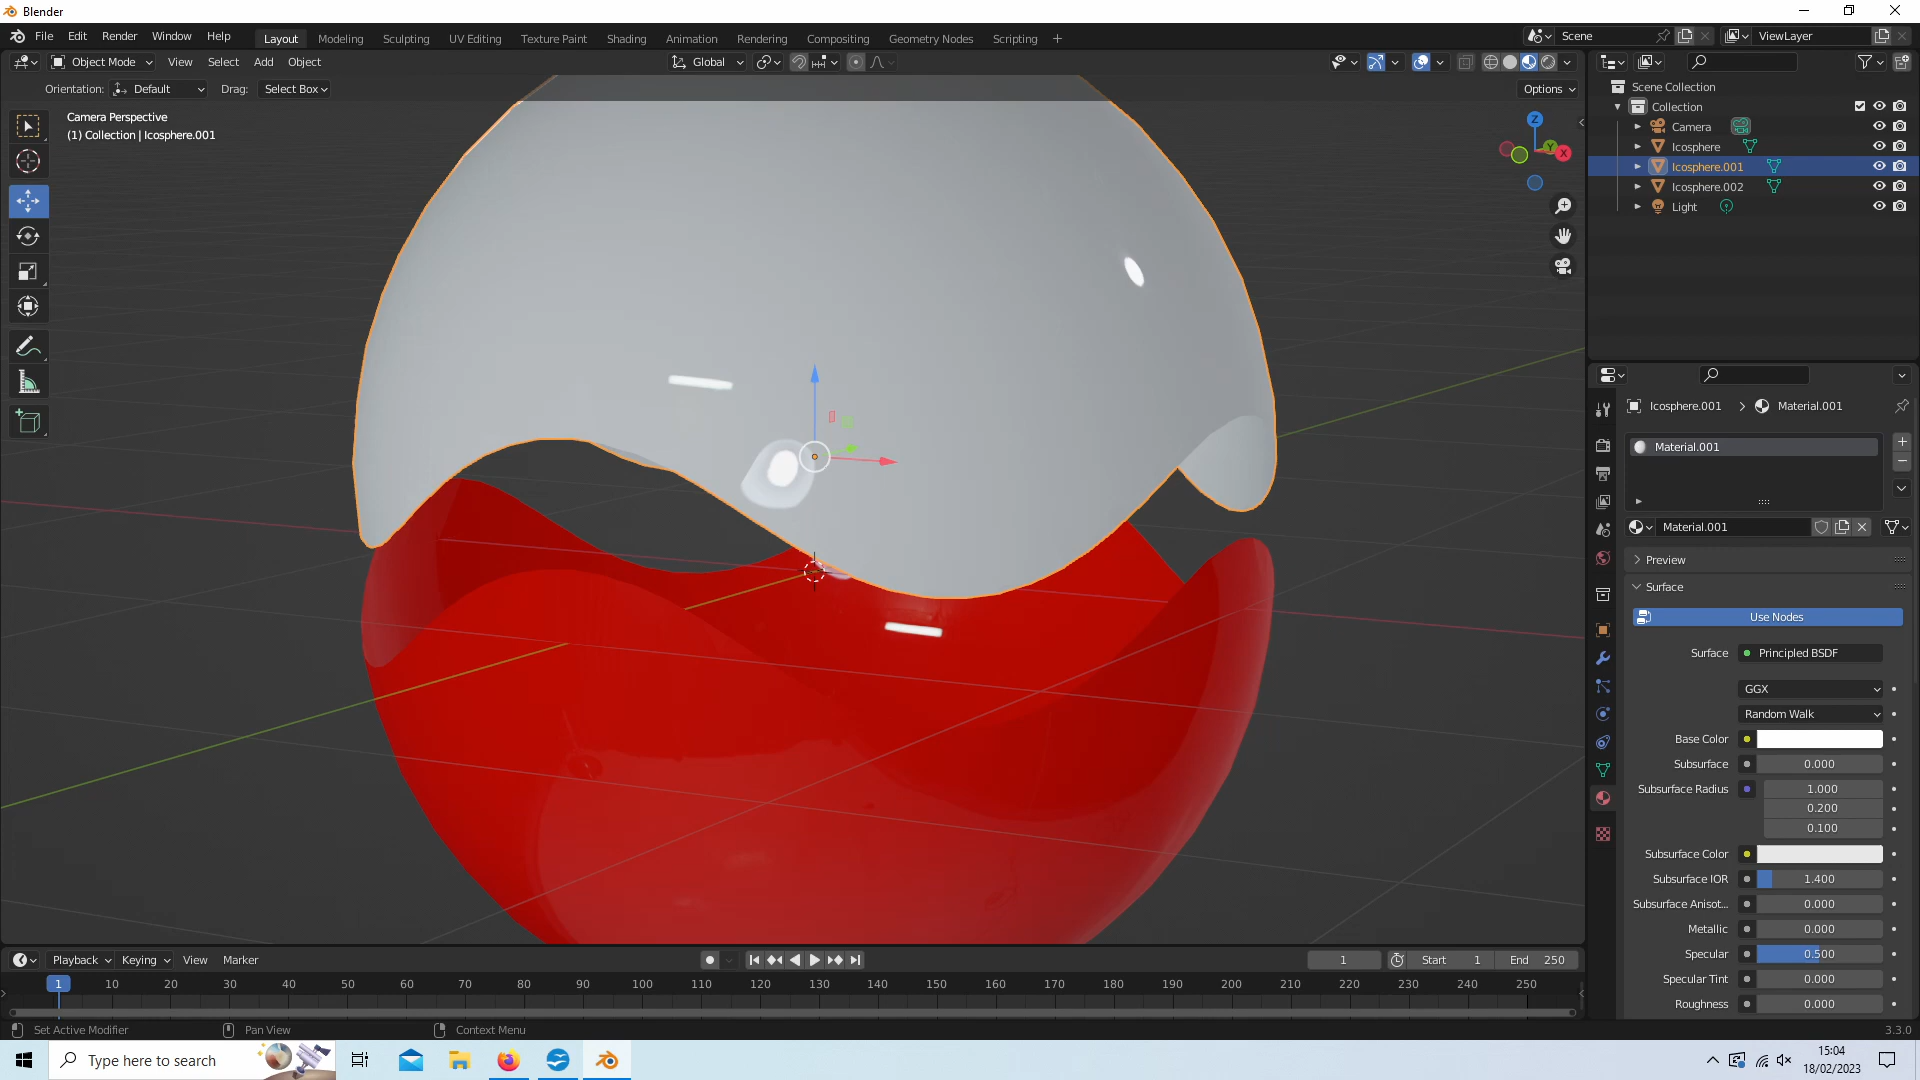 Blender
File Edit Render Window Help Layout Modeling Sculpting UV Editing Texture Paint Shading Animation Rendering Compositing Geometry Nodes Scripting + Scene ViewLayer
Object Mode View Select Add Object Global
Orientation: Default Drag: Select Box Options
Camera Perspective
(1) Collection | Icosphere.001
Z
Y
X
Scene Collection
Collection
Camera
Icosphere
Icosphere.001
Icosphere.002
Light
Icosphere.001 > Material.001
Material.001
Material.001
Preview
Surface
Use Nodes
Surface Principled BSDF
GGX
Random Walk
Base Color
Subsurface 0.000
Subsurface Radius 1.000
0.200
0.100
Subsurface Color
Subsurface IOR 1.400
Subsurface Anisot... 0.000
Metallic 0.000
Specular 0.500
Specular Tint 0.000
Roughness 0.000
Playback Keying View Marker 1 Start 1 End 250
1 10 20 30 40 50 60 70 80 90 100 110 120 130 140 150 160 170 180 190 200 210 220 230 240 250
Set Active Modifier Pan View Context Menu 3.3.0
Type here to search
15:04
18/02/2023